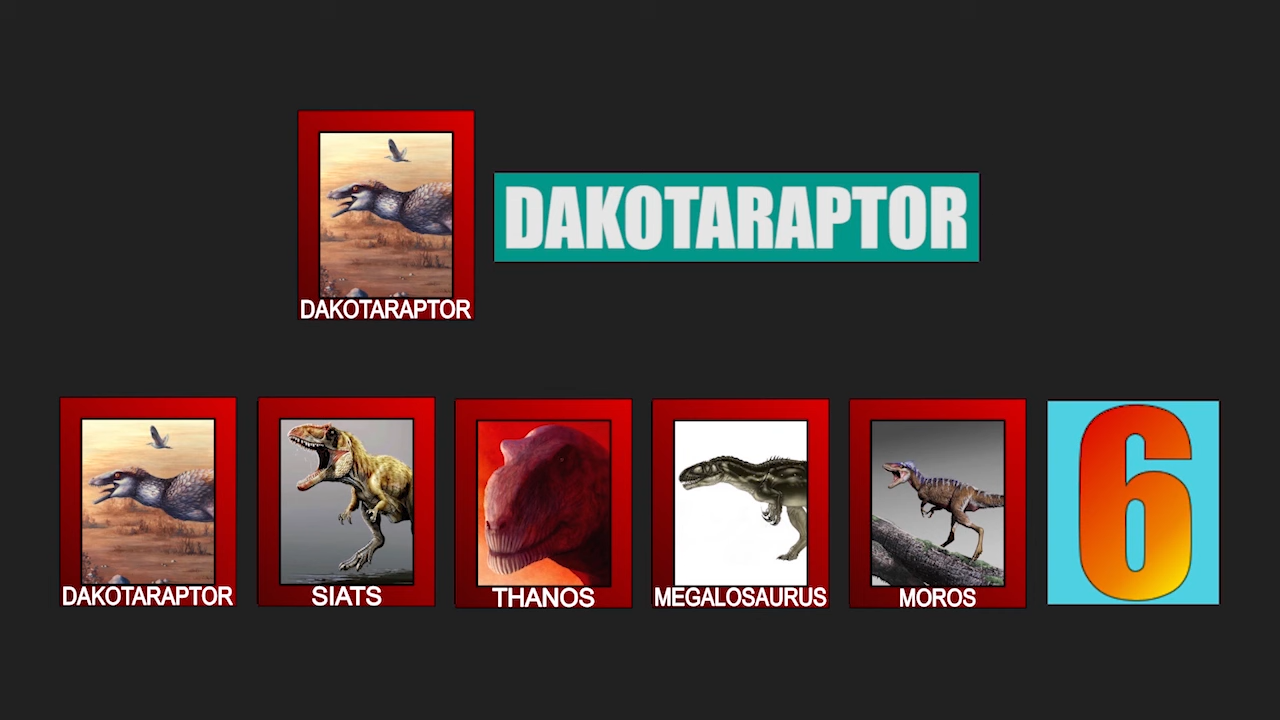 DAKOTARAPTOR
DAKOTARAPTOR
DAKOTARAPTOR
SIATS
THANOS
MEGALOSAURUS
MOROS
6